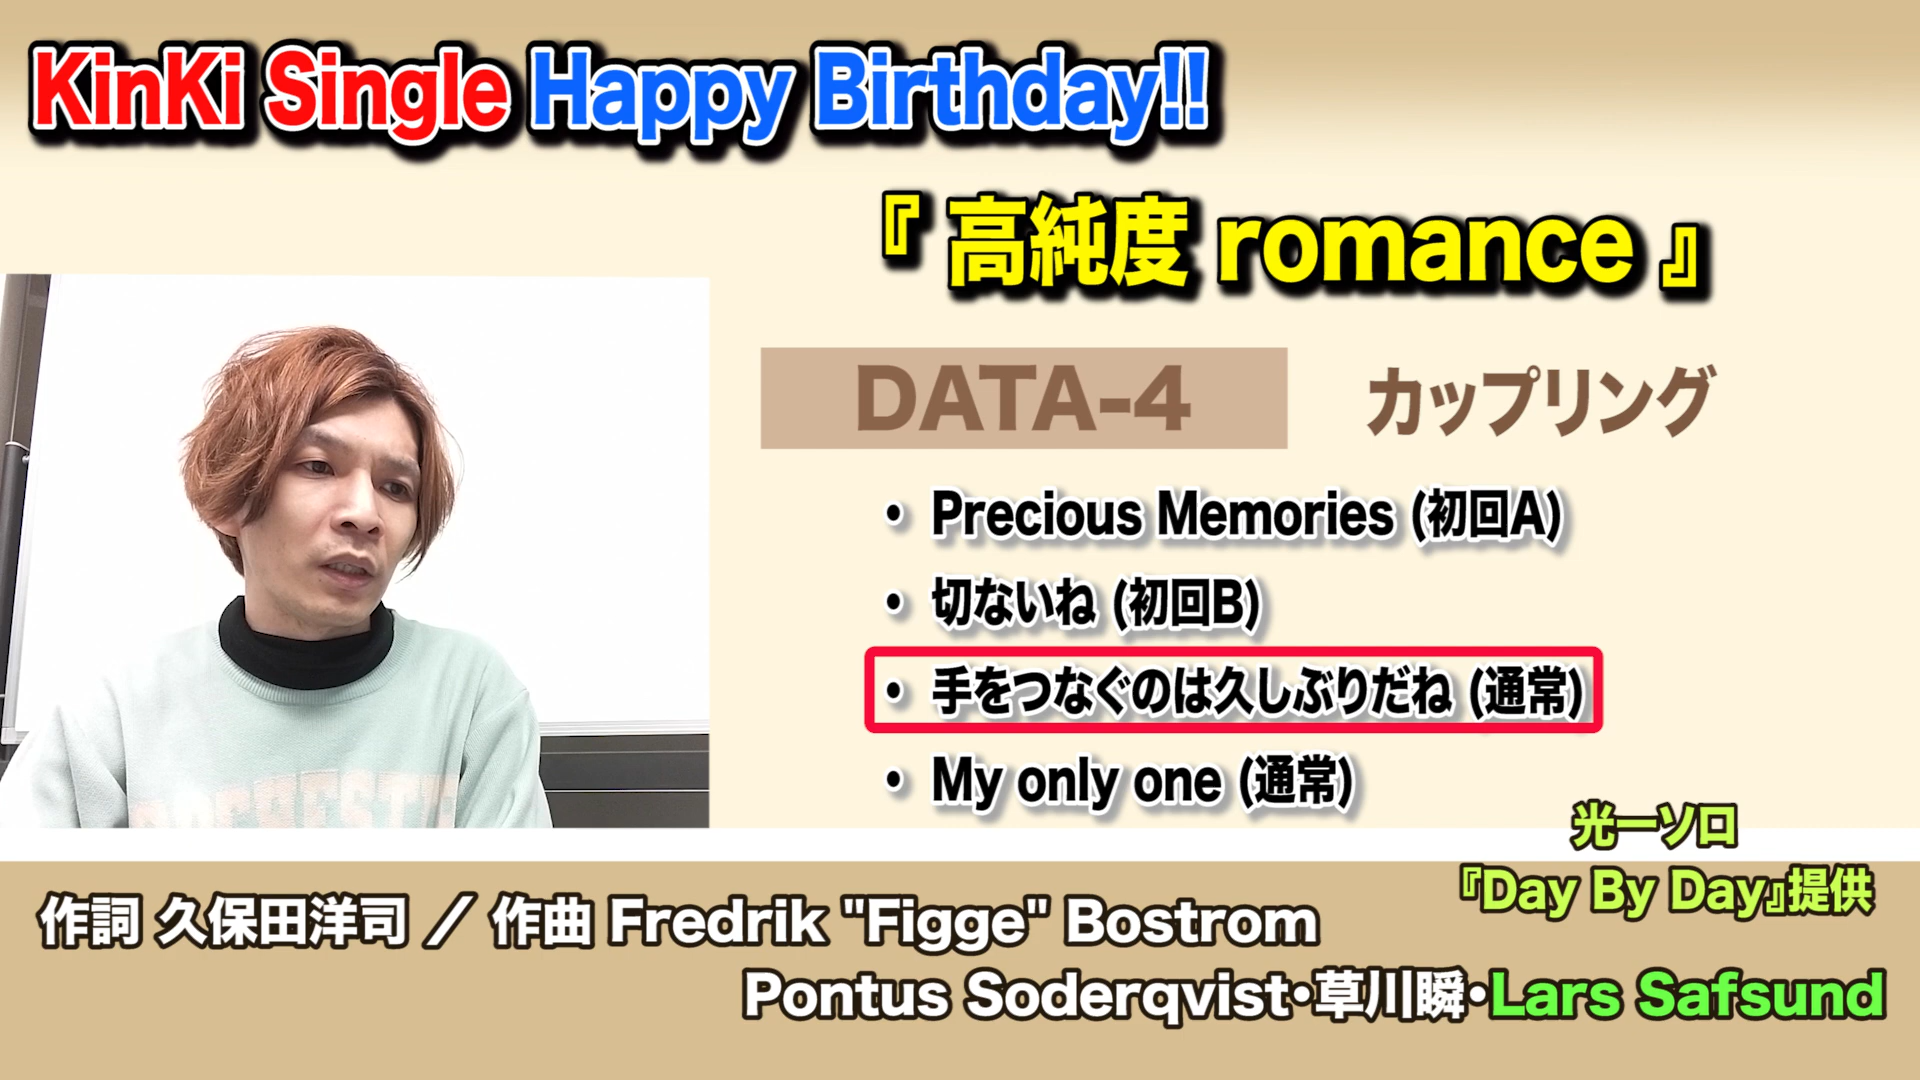 KinKi Single Happy Birthday!!
『 高純度 romance 』
DATA-4 カップリング
・ Precious Memories (初回A)
・ 切ないね (初回B)
・ 手をつなぐのは久しぶりだね (通常)
・ My only one (通常)
光一ソロ
『Day By Day』提供
作詞 久保田洋司 ／ 作曲 Fredrik "Figge" Bostrom
Pontus Soderqvist・草川瞬・Lars Safsund